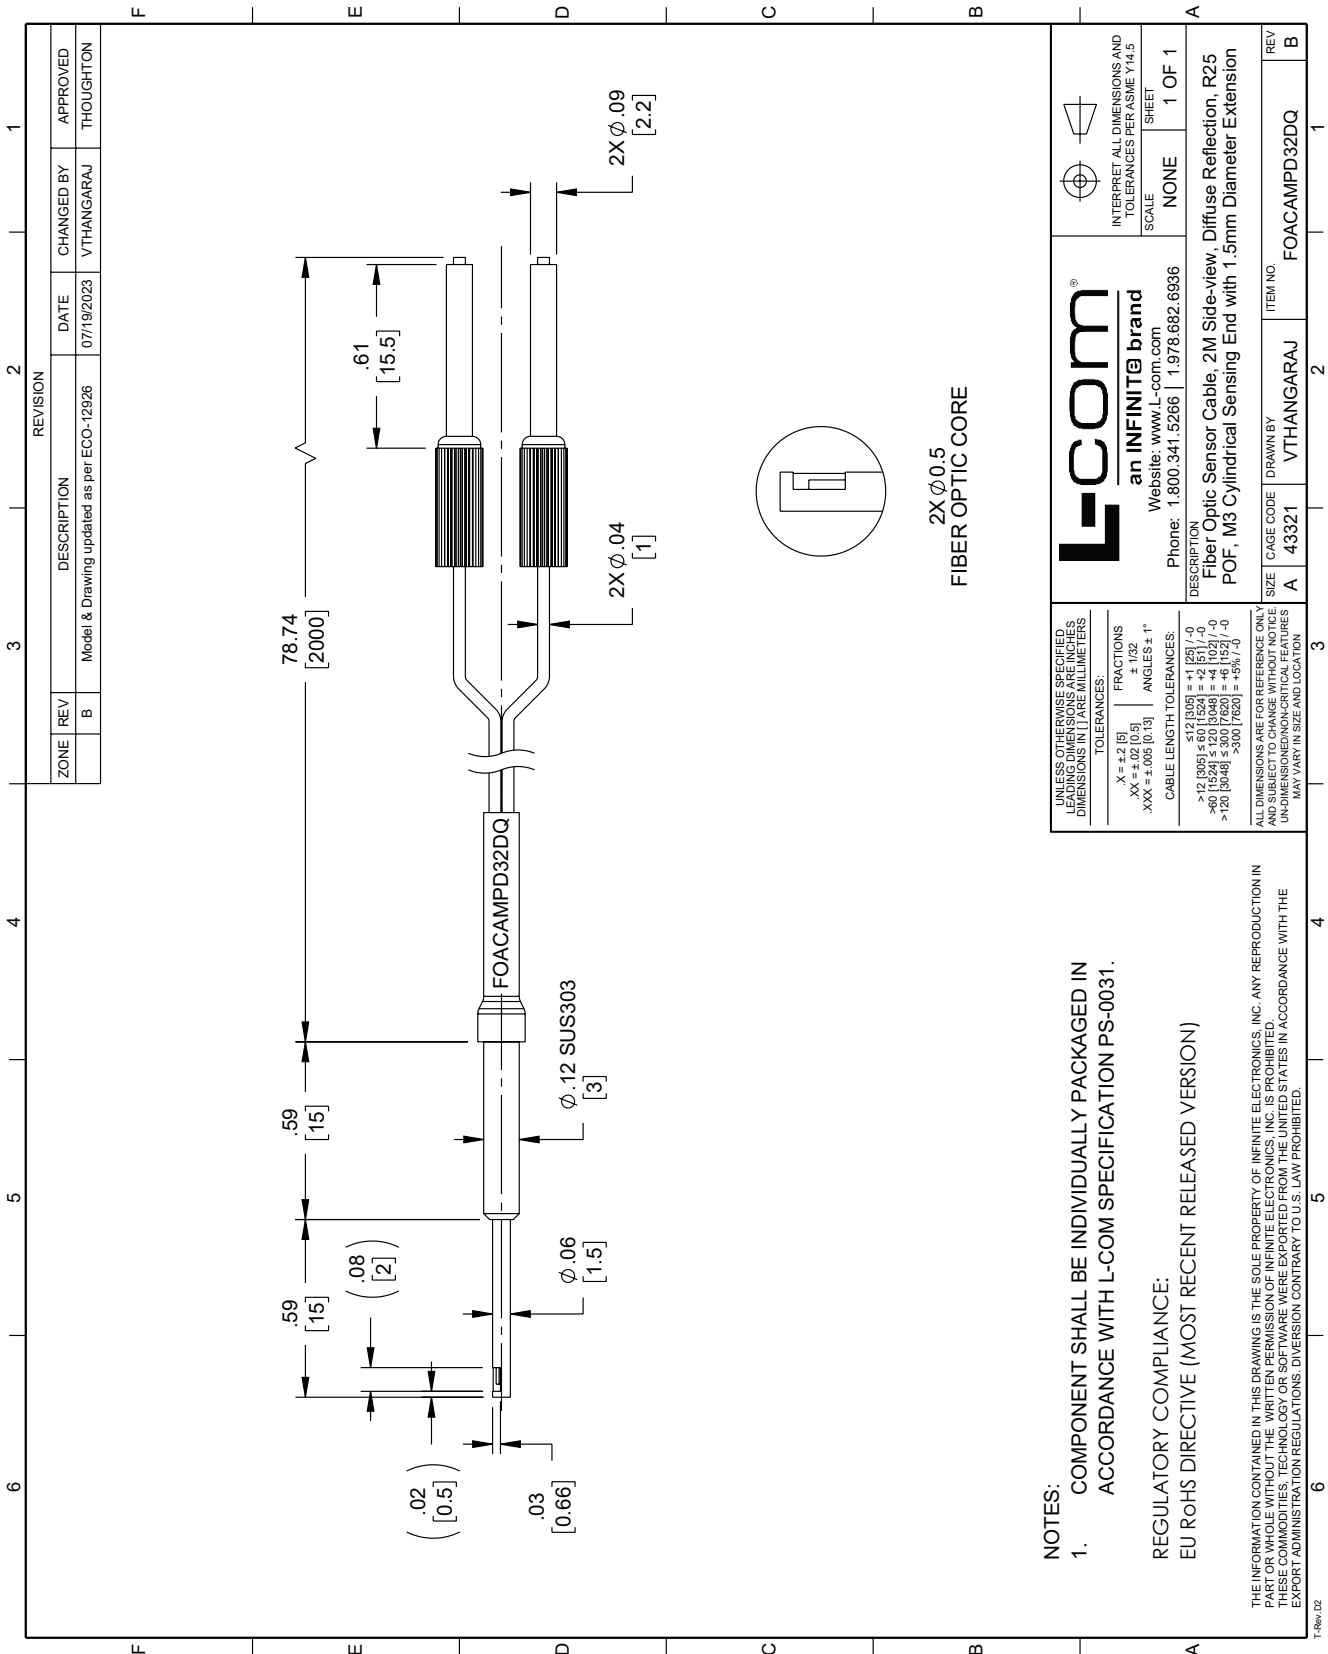 6
5
4
3
2
1
F
E
D
C
B
A
REVISION
ZONE
REV
DESCRIPTION
DATE
CHANGED BY
APPROVED
B
Model & Drawing updated as per ECO-12926
07/19/2023
VTHANGARAJ
THOUGHTON
78.74
[2000]
.59
[15]
.59
[15]
.61
[15.5]
(.08
[2])
(.02
[0.5])
.03
[0.66]
⌀.06
[1.5]
⌀.12 SUS303
[3]
FOACAMPD32DQ
2X⌀.04
[1]
2X⌀.09
[2.2]
2X⌀0.5
FIBER OPTIC CORE
NOTES:
1. COMPONENT SHALL BE INDIVIDUALLY PACKAGED IN
ACCORDANCE WITH L-COM SPECIFICATION PS-0031.
REGULATORY COMPLIANCE:
EU RoHS DIRECTIVE (MOST RECENT RELEASED VERSION)
THE INFORMATION CONTAINED IN THIS DRAWING IS THE SOLE PROPERTY OF INFINITE ELECTRONICS, INC. ANY REPRODUCTION IN
PART OR WHOLE WITHOUT THE WRITTEN PERMISSION OF INFINITE ELECTRONICS, INC. IS PROHIBITED.
THESE COMMODITIES, TECHNOLOGY OR SOFTWARE WERE EXPORTED FROM THE UNITED STATES IN ACCORDANCE WITH THE
EXPORT ADMINISTRATION REGULATIONS. DIVERSION CONTRARY TO U.S. LAW PROHIBITED.
UNLESS OTHERWISE SPECIFIED
LEADING DIMENSIONS ARE INCHES
DIMENSIONS IN [ ] ARE MILLIMETERS
TOLERANCES:
.X = ±.2 [5]
.XX = ±.02 [0.5]
.XXX = ±.005 [0.13]
FRACTIONS
± 1/32
ANGLES ± 1°
CABLE LENGTH TOLERANCES:
≤12 [305] = +1 [25] / -0
>12 [305] ≤ 60 [1524] = +2 [51] / -0
>60 [1524] ≤ 120 [3048] = +4 [102] / -0
>120 [3048] ≤ 300 [7620] = +6 [152] / -0
>300 [7620] = +5% / -0
ALL DIMENSIONS ARE FOR REFERENCE ONLY
AND SUBJECT TO CHANGE WITHOUT NOTICE.
UN-DIMENSIONED/NON-CRITICAL FEATURES
MAY VARY IN SIZE AND LOCATION
L-com®
an INFINITE brand
Website: www.L-com.com
Phone: 1.800.341.5266 | 1.978.682.6936
INTERPRET ALL DIMENSIONS AND
TOLERANCES PER ASME Y14.5
SCALE
NONE
SHEET
1 OF 1
DESCRIPTION
Fiber Optic Sensor Cable, 2M Side-view, Diffuse Reflection, R25
POF, M3 Cylindrical Sensing End with 1.5mm Diameter Extension
SIZE
A
CAGE CODE
43321
DRAWN BY
VTHANGARAJ
ITEM NO.
FOACAMPD32DQ
REV
B
6
5
4
3
2
1
F
E
D
C
B
A
T-Rev.D2